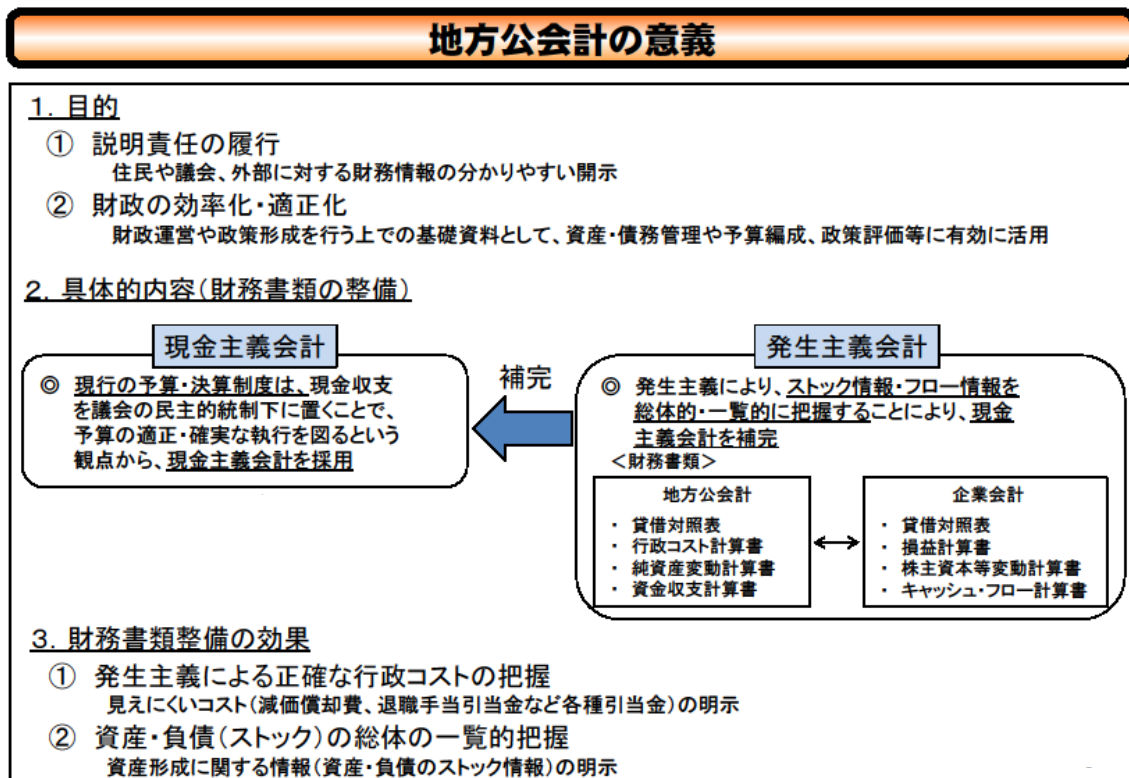 地方公会計の意義
1．目的
① 説明責任の履行
住民や議会、外部に対する財務情報の分かりやすい開示
② 財政の効率化・適正化
財政運営や政策形成を行う上での基礎資料として、資産・債務管理や予算編成、政策評価等に有効に活用
2．具体的内容（財務書類の整備）
現金主義会計
◎ 現行の予算・決算制度は、現金収支
を議会の民主的統制下に置くことで、
予算の適正・確実な執行を図るという
観点から、現金主義会計を採用
補完
発生主義会計
◎ 発生主義により、ストック情報・フロー情報を
総体的・一覧的に把握することにより、現金
主義会計を補完
＜財務書類＞
地方公会計
・ 貸借対照表
・ 行政コスト計算書
・ 純資産変動計算書
・ 資金収支計算書
企業会計
・ 貸借対照表
・ 損益計算書
・ 株主資本等変動計算書
・ キャッシュ・フロー計算書
3．財務書類整備の効果
① 発生主義による正確な行政コストの把握
見えにくいコスト（減価償却費、退職手当引当金など各種引当金）の明示
② 資産・負債（ストック）の総体の一覧的把握
資産形成に関する情報（資産・負債のストック情報）の明示